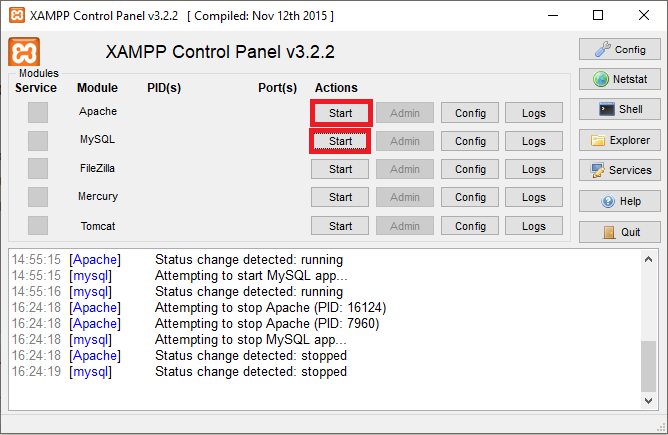 XAMPP Control Panel v3.2.2 [ Compiled: Nov 12th 2015 ]
XAMPP Control Panel v3.2.2
Modules
Service Module PID(s) Port(s) Actions
Apache Start Admin Config Logs
MySQL Start Admin Config Logs
FileZilla Start Admin Config Logs
Mercury Start Admin Config Logs
Tomcat Start Admin Config Logs
Config
Netstat
Shell
Explorer
Services
Help
Quit
14:55:15 [Apache] Status change detected: running
14:55:15 [mysql] Attempting to start MySQL app...
14:55:16 [mysql] Status change detected: running
16:24:18 [Apache] Attempting to stop Apache (PID: 16124)
16:24:18 [Apache] Attempting to stop Apache (PID: 7960)
16:24:18 [mysql] Attempting to stop MySQL app...
16:24:18 [Apache] Status change detected: stopped
16:24:19 [mysql] Status change detected: stopped